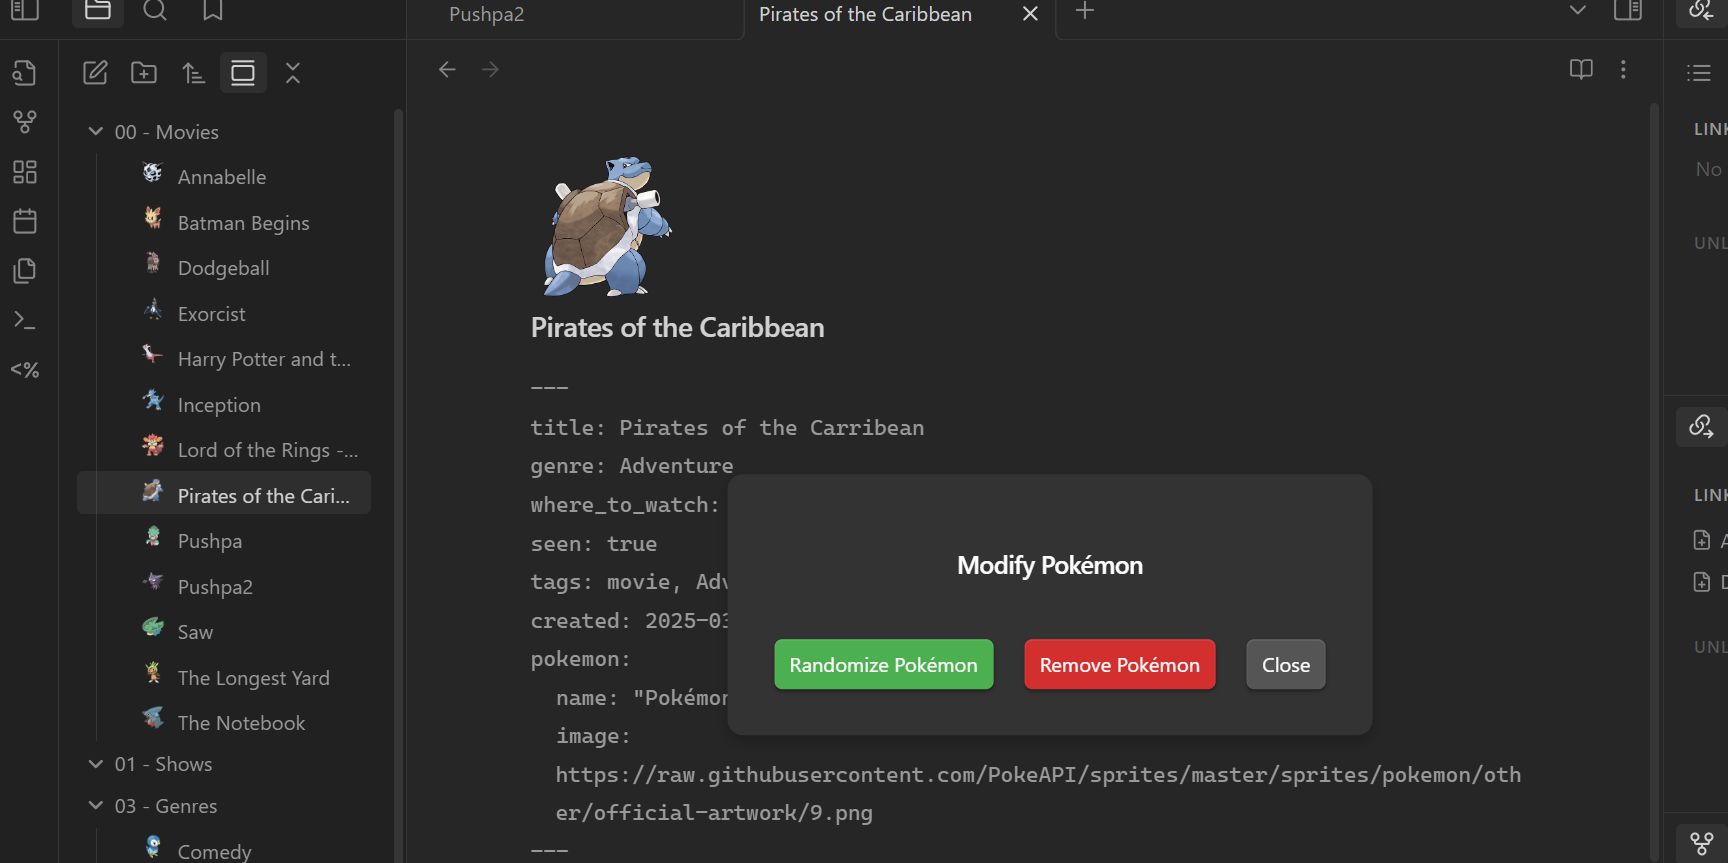 Pushpa2
Pirates of the Caribbean
00 - Movies
Annabelle
Batman Begins
Dodgeball
Exorcist
Harry Potter and t...
Inception
Lord of the Rings -...
Pirates of the Cari...
Pushpa
Pushpa2
Saw
The Longest Yard
The Notebook
01 - Shows
03 - Genres
Comedy
<%
Pirates of the Caribbean
---
title: Pirates of the Carribean
genre: Adventure
where_to_watch:
seen: true
tags: movie, Adv
created: 2025-03
pokemon:
name: "Pokémon
image:
https://raw.githubusercontent.com/PokeAPI/sprites/master/sprites/pokemon/oth
er/official-artwork/9.png
---
Modify Pokémon
Randomize Pokémon
Remove Pokémon
Close
LINK
No
UNL
LINK
A
D
UNL